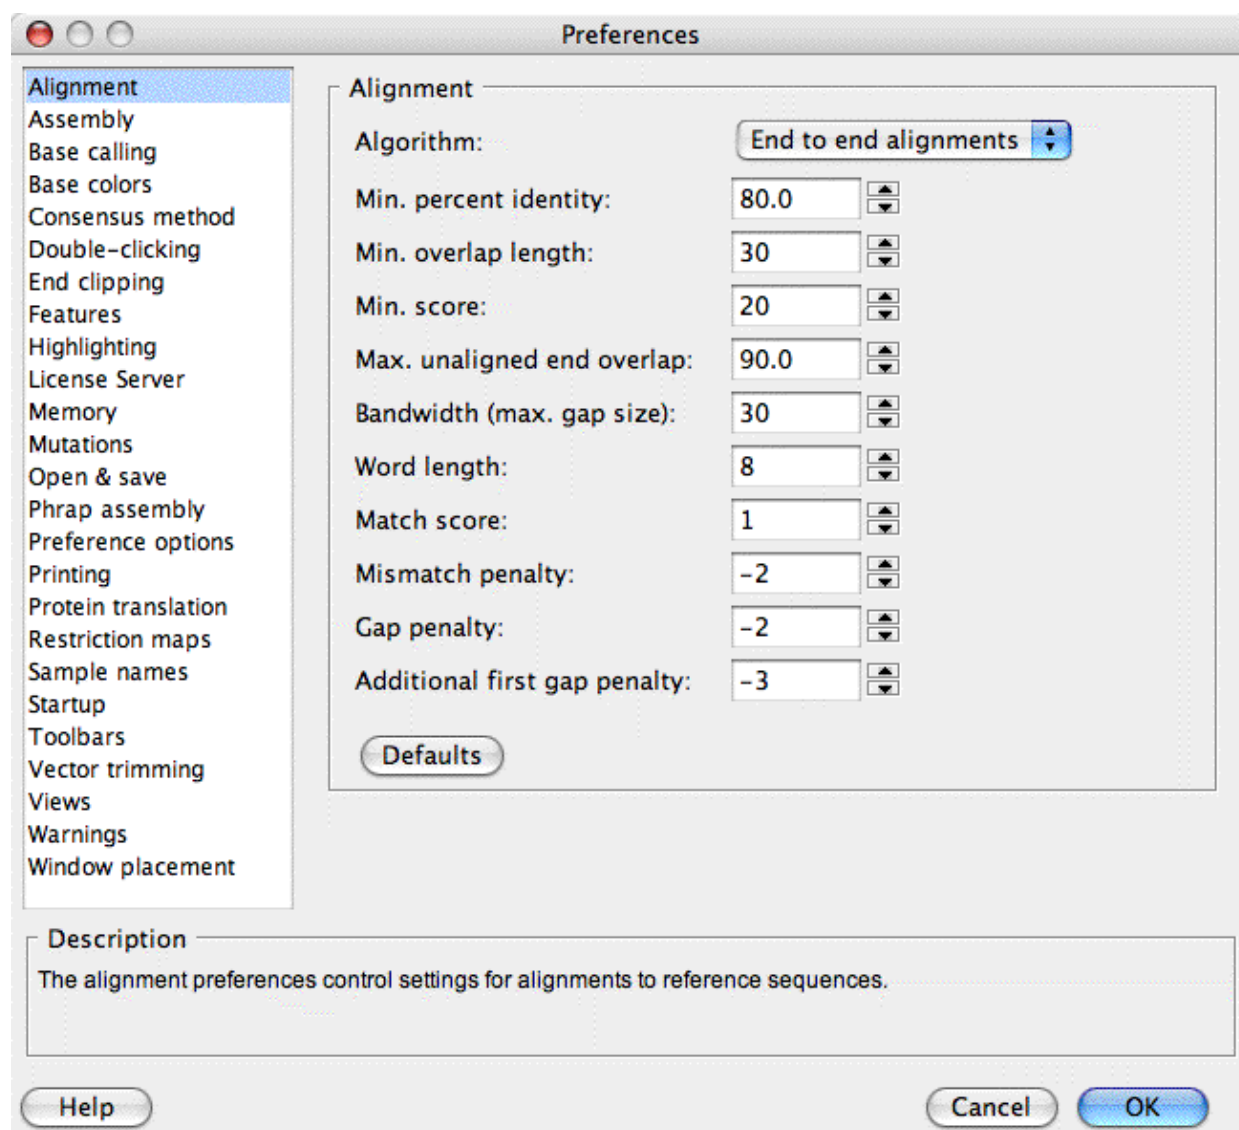 Preferences
Alignment
Assembly
Base calling
Base colors
Consensus method
Double-clicking
End clipping
Features
Highlighting
License Server
Memory
Mutations
Open & save
Phrap assembly
Preference options
Printing
Protein translation
Restriction maps
Sample names
Startup
Toolbars
Vector trimming
Views
Warnings
Window placement
Alignment
Algorithm: End to end alignments
Min. percent identity: 80.0
Min. overlap length: 30
Min. score: 20
Max. unaligned end overlap: 90.0
Bandwidth (max. gap size): 30
Word length: 8
Match score: 1
Mismatch penalty: -2
Gap penalty: -2
Additional first gap penalty: -3
Defaults
Description
The alignment preferences control settings for alignments to reference sequences.
Help Cancel OK